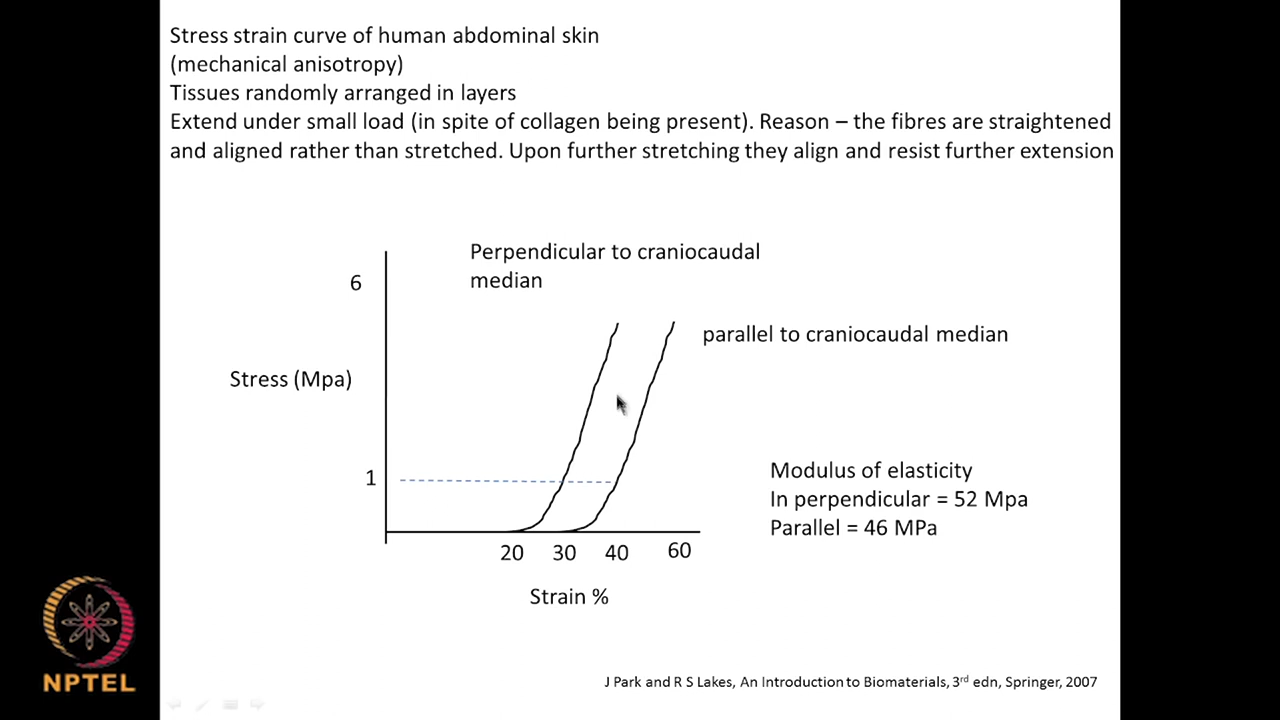 Stress strain curve of human abdominal skin
(mechanical anisotropy)
Tissues randomly arranged in layers
Extend under small load (in spite of collagen being present). Reason – the fibres are straightened
and aligned rather than stretched. Upon further stretching they align and resist further extension
Perpendicular to craniocaudal
median
6
parallel to craniocaudal median
Stress (Mpa)
1
Modulus of elasticity
In perpendicular = 52 Mpa
Parallel = 46 MPa
20 30 40 60
Strain %
NPTEL
J Park and R S Lakes, An Introduction to Biomaterials, 3rd edn, Springer, 2007